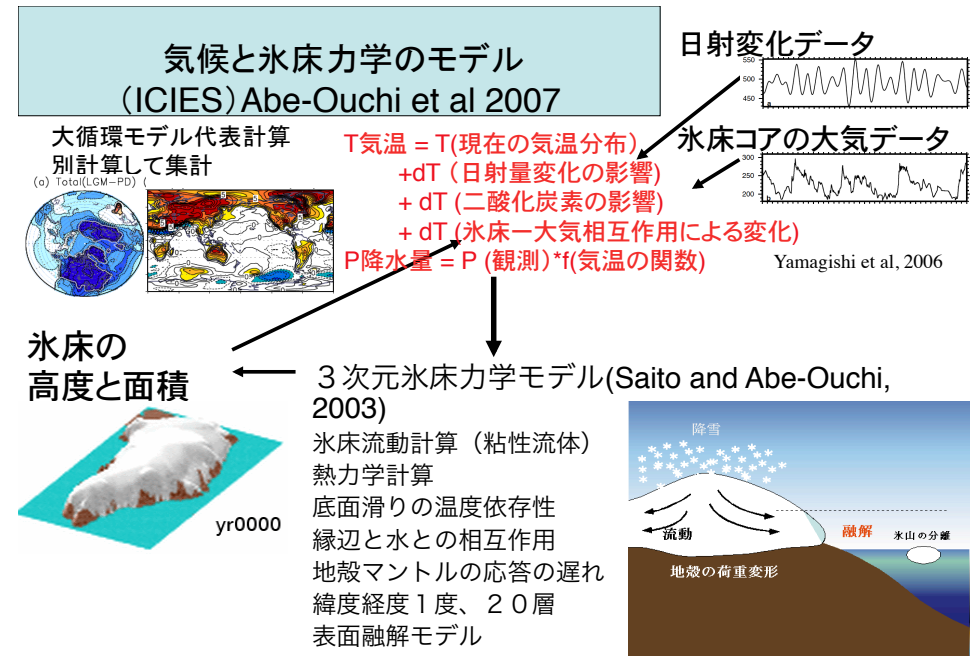 気候と氷床力学のモデル
（ICIES）Abe-Ouchi et al 2007
日射変化データ
550
500
450
a
大循環モデル代表計算
別計算して集計
(a) Total(LGM-PD) (
T気温 = T(現在の気温分布)
+dT （日射量変化の影響)
+ dT (二酸化炭素の影響)
+ dT (氷床ー大気相互作用による変化)
P降水量 = P (観測）*f(気温の関数)
氷床コアの大気データ
300
250
200
Yamagishi et al, 2006
氷床の
高度と面積
yr0000
３次元氷床力学モデル(Saito and Abe-Ouchi,
2003)
氷床流動計算（粘性流体）
熱力学計算
底面滑りの温度依存性
縁辺と水との相互作用
地殻マントルの応答の遅れ
緯度経度１度、２０層
表面融解モデル
降雪
流動
融解
氷山の分離
地殻の荷重変形